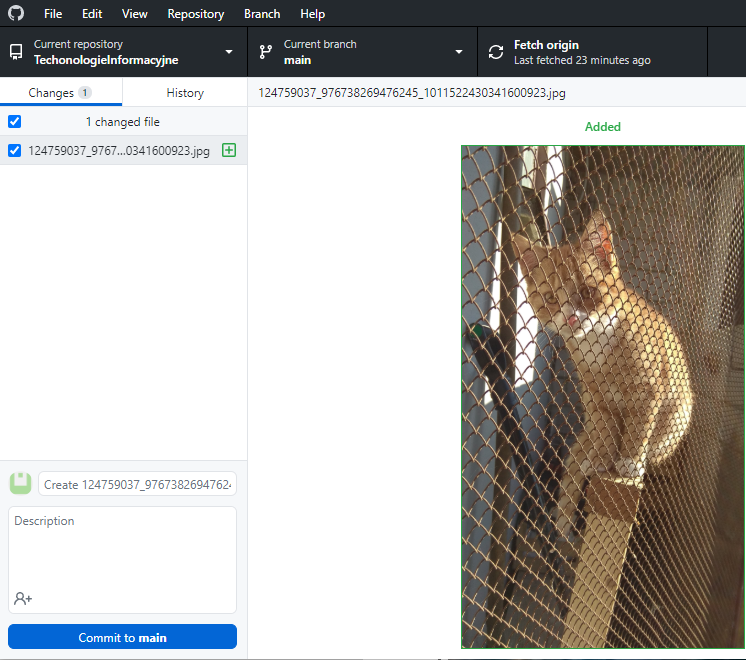 File Edit View Repository Branch Help
Current repository
TechonologieInformacyjne
Current branch
main
Fetch origin
Last fetched 23 minutes ago
Changes 1
History
124759037_976738269476245_1011522430341600923.jpg
1 changed file
124759037_9767...0341600923.jpg
Added
Create 124759037_97673826947624
Description
Commit to main